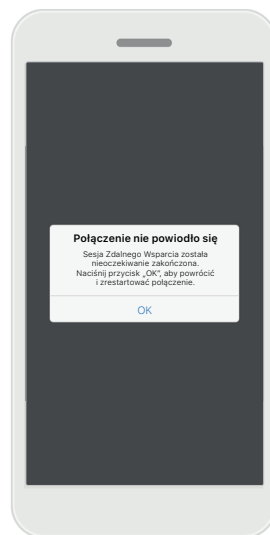 Połączenie nie powiodło się
Sesja Zdalnego Wsparcia została
nieoczekiwanie zakończona.
Naciśnij przycisk „OK”, aby powrócić
i zrestartować połączenie.
OK